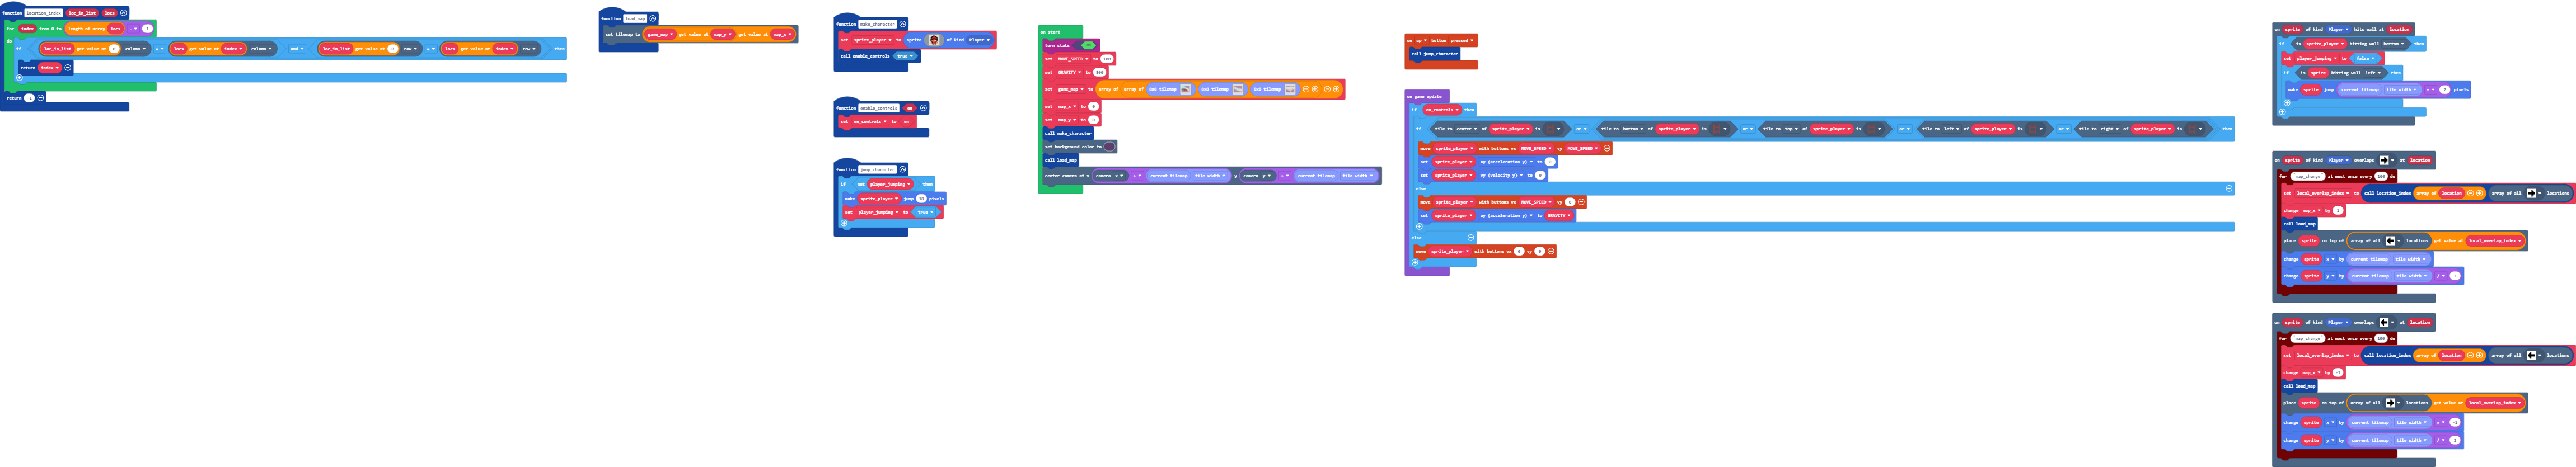 function location_index loc_in_list locs
for index from 0 to length of array locs - 1
do
if loc_in_list get value at 0 column = locs get value at index column and loc_in_list get value at 0 row = locs get value at index row then
return index
return -1
function load_map
set tilemap to game_map get value at map_y get value at map_x
function make_character
set sprite_player to sprite of kind Player
call enable_controls true
function enable_controls en
set en_controls to en
function jump_character
if not player_jumping then
make sprite_player jump 18 pixels
set player_jumping to true
on start
turn stats on
set MOVE_SPEED to 100
set GRAVITY to 500
set game_map to array of array of 8x8 tilemap 8x8 tilemap 8x8 tilemap
set map_x to 0
set map_y to 0
call make_character
set background color to
call load_map
center camera at x camera x + current tilemap tile width y camera y + current tilemap tile width
on up button pressed
call jump_character
on game update
if en_controls then
if tile to center of sprite_player is or tile to bottom of sprite_player is or tile to top of sprite_player is or tile to left of sprite_player is or tile to right of sprite_player is then
move sprite_player with buttons vx MOVE_SPEED vy MOVE_SPEED
set sprite_player ay (acceleration y) to 0
set sprite_player vy (velocity y) to 0
else
move sprite_player with buttons vx MOVE_SPEED vy 0
set sprite_player ay (acceleration y) to GRAVITY
else
move sprite_player with buttons vx 0 vy 0
on sprite of kind Player hits wall at location
if is sprite_player hitting wall bottom then
set player_jumping to false
if is sprite hitting wall left then
make sprite jump current tilemap tile width 2 pixels
on sprite of kind Player overlaps at location
for map_change at most once every 100 do
set local_overlap_index to call location_index array of location array of all locations
change map_x by 1
call load_map
place sprite on top of array of all locations get value at local_overlap_index
change sprite x by current tilemap tile width
change sprite y by current tilemap tile width / 2
on sprite of kind Player overlaps at location
for map_change at most once every 100 do
set local_overlap_index to call location_index array of location array of all locations
change map_x by -1
call load_map
place sprite on top of array of all locations get value at local_overlap_index
change sprite x by current tilemap tile width x -1
change sprite y by current tilemap tile width / 2